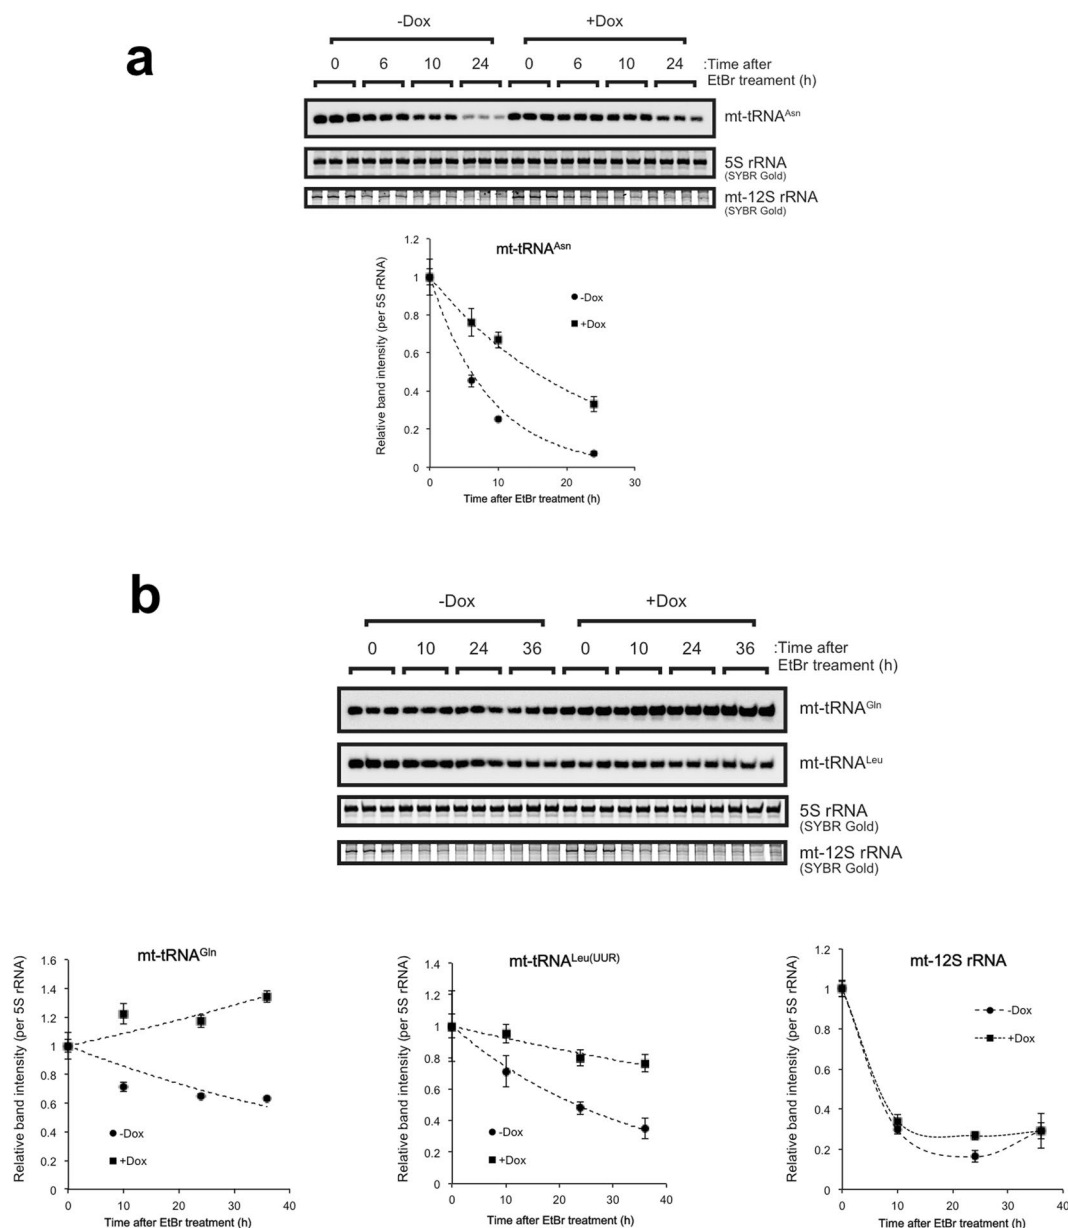 a
-Dox +Dox
0 6 10 24 0 6 10 24 :Time after
EtBr treament (h)
mt-tRNAAsn
5S rRNA
(SYBR Gold)
mt-12S rRNA
(SYBR Gold)
mt-tRNAAsn
Relative band intensity (per 5S rRNA)
1.2
1
0.8
0.6
0.4
0.2
0
-Dox
+Dox
0 10 20 30
Time after EtBr treatment (h)
b
-Dox +Dox
0 10 24 36 0 10 24 36 :Time after
EtBr treament (h)
mt-tRNAGln
mt-tRNALeu
5S rRNA
(SYBR Gold)
mt-12S rRNA
(SYBR Gold)
mt-tRNAGln
Relative band intensity (per 5S rRNA)
1.6
1.4
1.2
1
0.8
0.6
0.4
0.2
0
-Dox
+Dox
0 10 20 30 40
Time after EtBr treatment (h)
mt-tRNALeu(UUR)
Relative band intensity (per 5S rRNA)
1.4
1.2
1
0.8
0.6
0.4
0.2
0
-Dox
+Dox
0 10 20 30 40
Time after EtBr treatment (h)
mt-12S rRNA
Relative band intensity (per 5S rRNA)
1.2
1
0.8
0.6
0.4
0.2
0
-Dox
+Dox
0 10 20 30 40
Time after EtBr treatment (h)